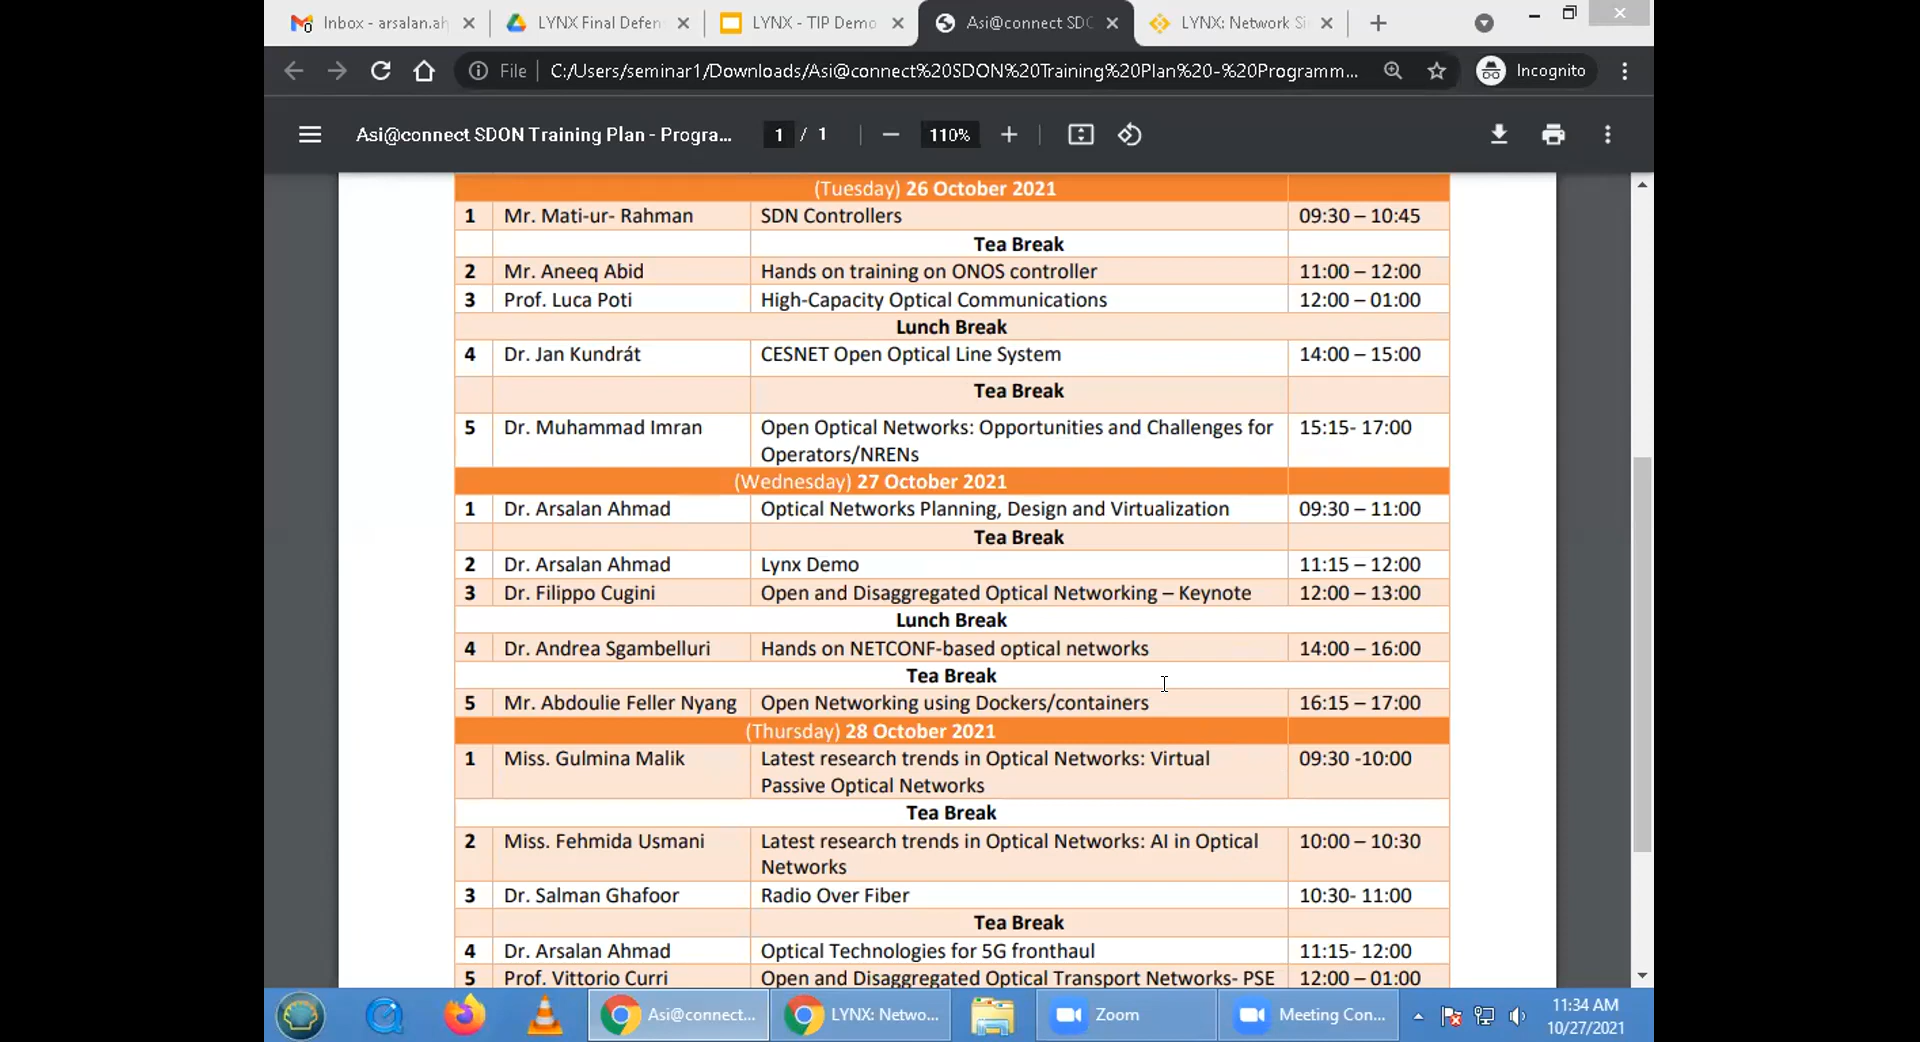 Inbox - arsalan.ah
LYNX Final Defen
LYNX - TIP Demo
Asi@connect SDO
LYNX: Network Si
File
C:/Users/seminar1/Downloads/Asi@connect%20SDON%20Training%20Plan%20-%20Programm...
Incognito
Asi@connect SDON Training Plan - Progra...
1 / 1
110%
(Tuesday) 26 October 2021
1 Mr. Mati-ur- Rahman SDN Controllers 09:30 – 10:45
Tea Break
2 Mr. Aneeq Abid Hands on training on ONOS controller 11:00 – 12:00
3 Prof. Luca Poti High-Capacity Optical Communications 12:00 – 01:00
Lunch Break
4 Dr. Jan Kundrát CESNET Open Optical Line System 14:00 – 15:00
Tea Break
5 Dr. Muhammad Imran Open Optical Networks: Opportunities and Challenges for 15:15- 17:00
Operators/NRENs
(Wednesday) 27 October 2021
1 Dr. Arsalan Ahmad Optical Networks Planning, Design and Virtualization 09:30 – 11:00
Tea Break
2 Dr. Arsalan Ahmad Lynx Demo 11:15 – 12:00
3 Dr. Filippo Cugini Open and Disaggregated Optical Networking – Keynote 12:00 – 13:00
Lunch Break
4 Dr. Andrea Sgambelluri Hands on NETCONF-based optical networks 14:00 – 16:00
Tea Break
5 Mr. Abdoulie Feller Nyang Open Networking using Dockers/containers 16:15 – 17:00
(Thursday) 28 October 2021
1 Miss. Gulmina Malik Latest research trends in Optical Networks: Virtual 09:30 -10:00
Passive Optical Networks
Tea Break
2 Miss. Fehmida Usmani Latest research trends in Optical Networks: AI in Optical 10:00 – 10:30
Networks
3 Dr. Salman Ghafoor Radio Over Fiber 10:30- 11:00
Tea Break
4 Dr. Arsalan Ahmad Optical Technologies for 5G fronthaul 11:15- 12:00
5 Prof. Vittorio Curri Open and Disaggregated Optical Transport Networks- PSE 12:00 – 01:00
Asi@connect...
LYNX: Netwo...
Zoom
Meeting Con...
11:34 AM
10/27/2021